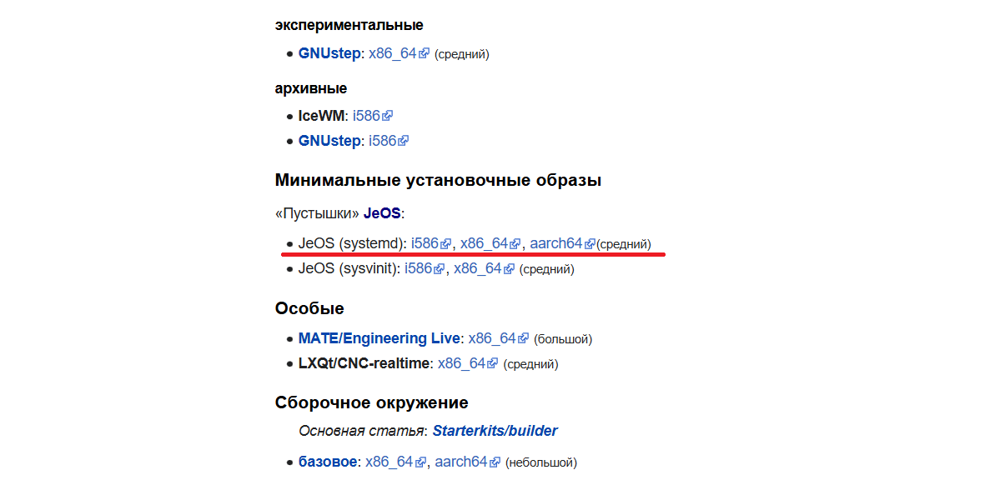 экспериментальные
GNUstep: x86_64 (средний)
архивные
IceWM: i586
GNUstep: i586
Минимальные установочные образы
«Пустышки» JeOS:
JeOS (systemd): i586, x86_64, aarch64(средний)
JeOS (sysvinit): i586, x86_64 (средний)
Особые
MATE/Engineering Live: x86_64 (большой)
LXQt/CNC-realtime: x86_64 (средний)
Сборочное окружение
Основная статья: Starterkits/builder
базовое: x86_64, aarch64 (небольшой)